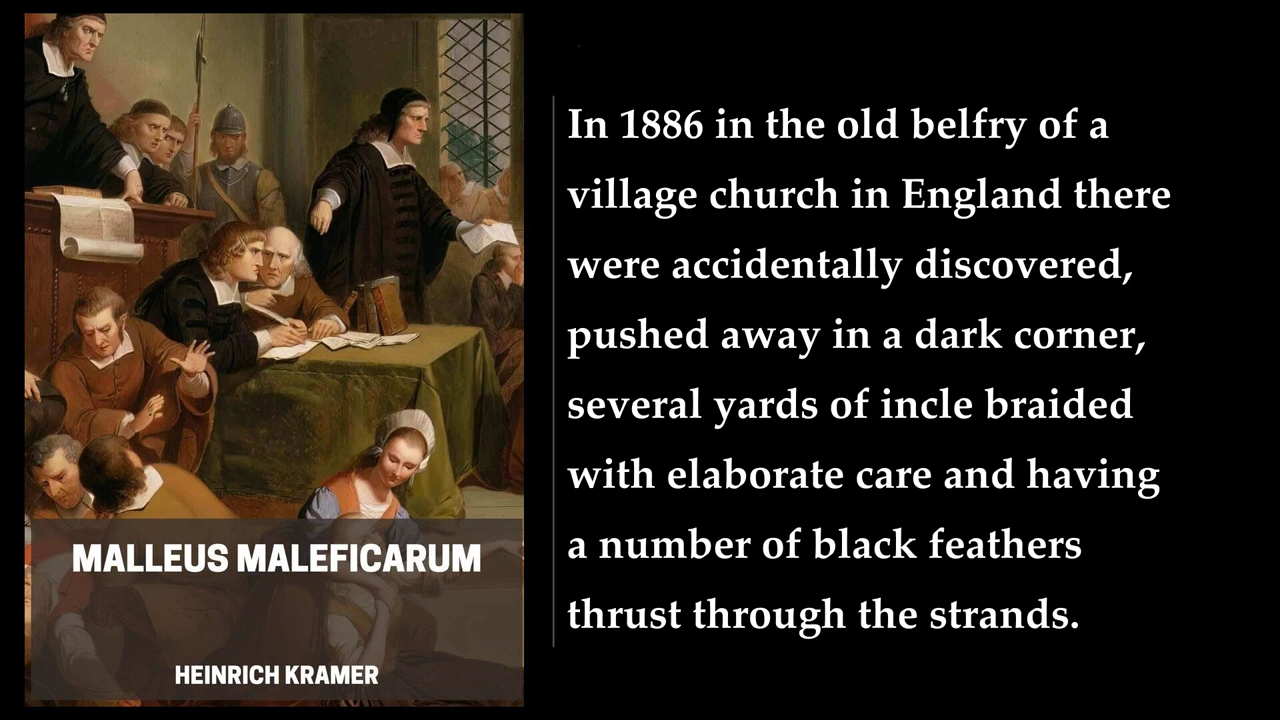 MALLEUS MALEFICARUM
HEINRICH KRAMER
In 1886 in the old belfry of a
village church in England there
were accidentally discovered,
pushed away in a dark corner,
several yards of incle braided
with elaborate care and having
a number of black feathers
thrust through the strands.